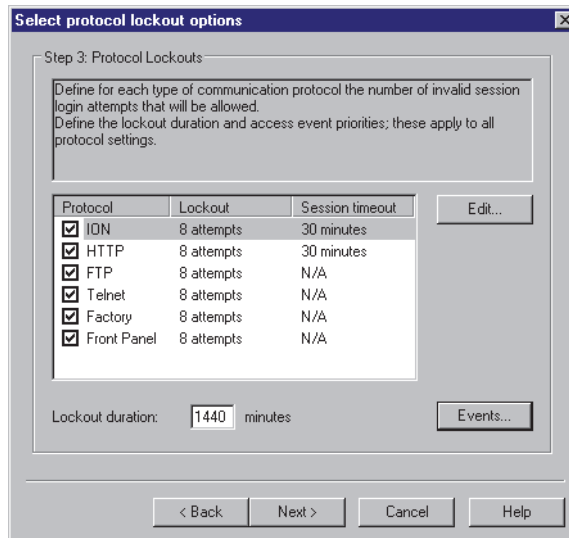 Select protocol lockout options
Step 3: Protocol Lockouts
Define for each type of communication protocol the number of invalid session
login attempts that will be allowed.
Define the lockout duration and access event priorities; these apply to all
protocol settings.
Protocol Lockout Session timeout
ION 8 attempts 30 minutes
HTTP 8 attempts 30 minutes
FTP 8 attempts N/A
Telnet 8 attempts N/A
Factory 8 attempts N/A
Front Panel 8 attempts N/A
Edit...
Lockout duration: 1440 minutes
Events...
< Back Next > Cancel Help